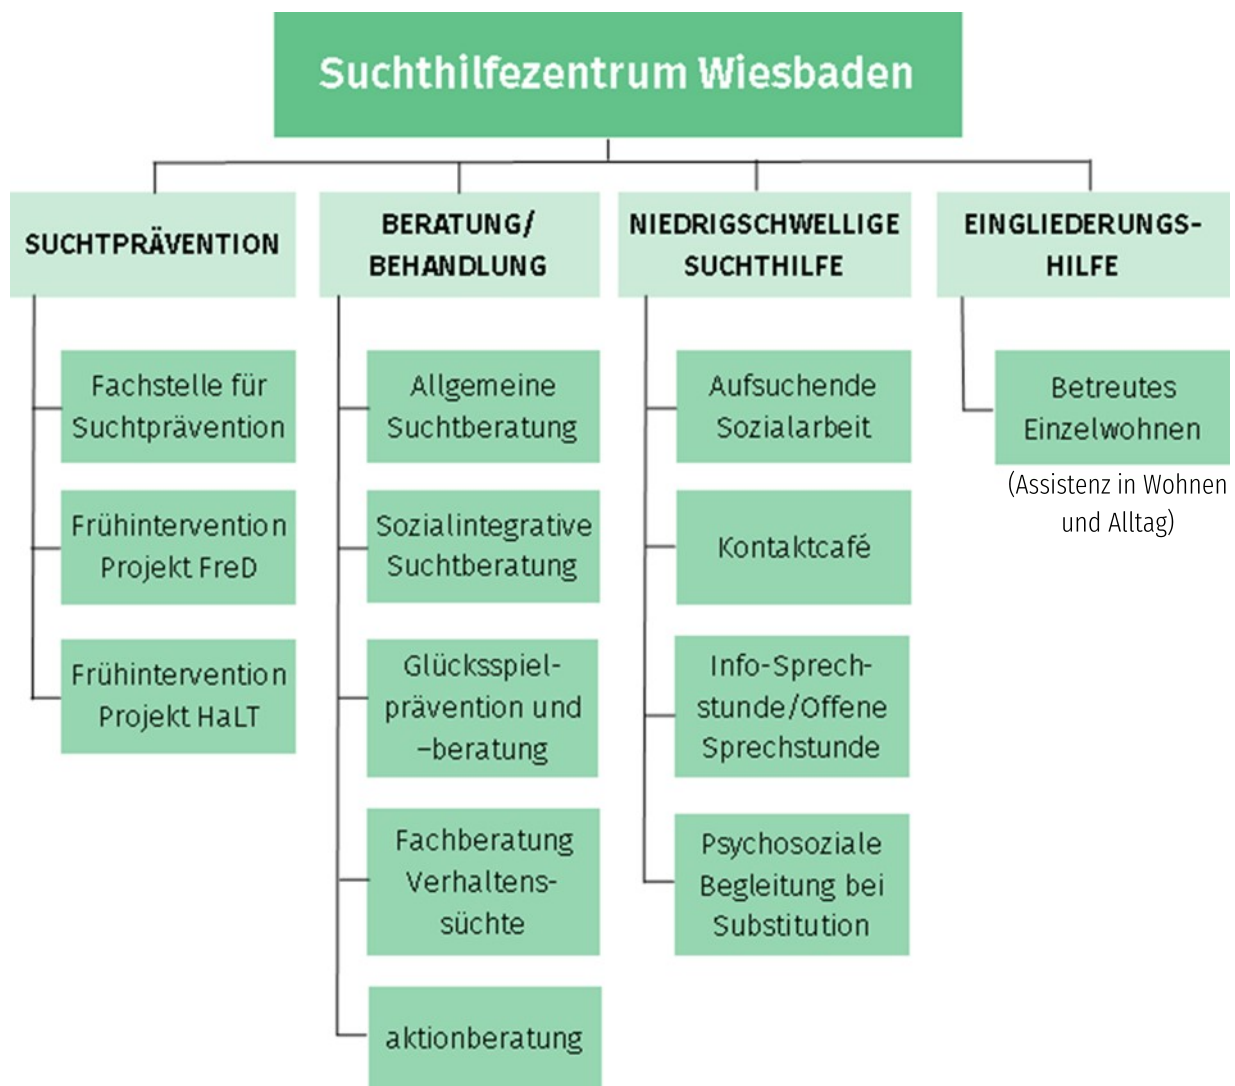 Suchthilfezentrum Wiesbaden
SUCHTPRÄVENTION
Fachstelle für
Suchtprävention
Frühintervention
Projekt FreD
Frühintervention
Projekt HaLT
BERATUNG/
BEHANDLUNG
Allgemeine
Suchtberatung
Sozialintegrative
Suchtberatung
Glücksspiel-
prävention und
–beratung
Fachberatung
Verhaltens-
süchte
aktionberatung
NIEDRIGSCHWELLIGE
SUCHTHILFE
Aufsuchende
Sozialarbeit
Kontaktcafé
Info-Sprech-
stunde/Offene
Sprechstunde
Psychosoziale
Begleitung bei
Substitution
EINGLIEDERUNGS-
HILFE
Betreutes
Einzelwohnen
(Assistenz in Wohnen
und Alltag)